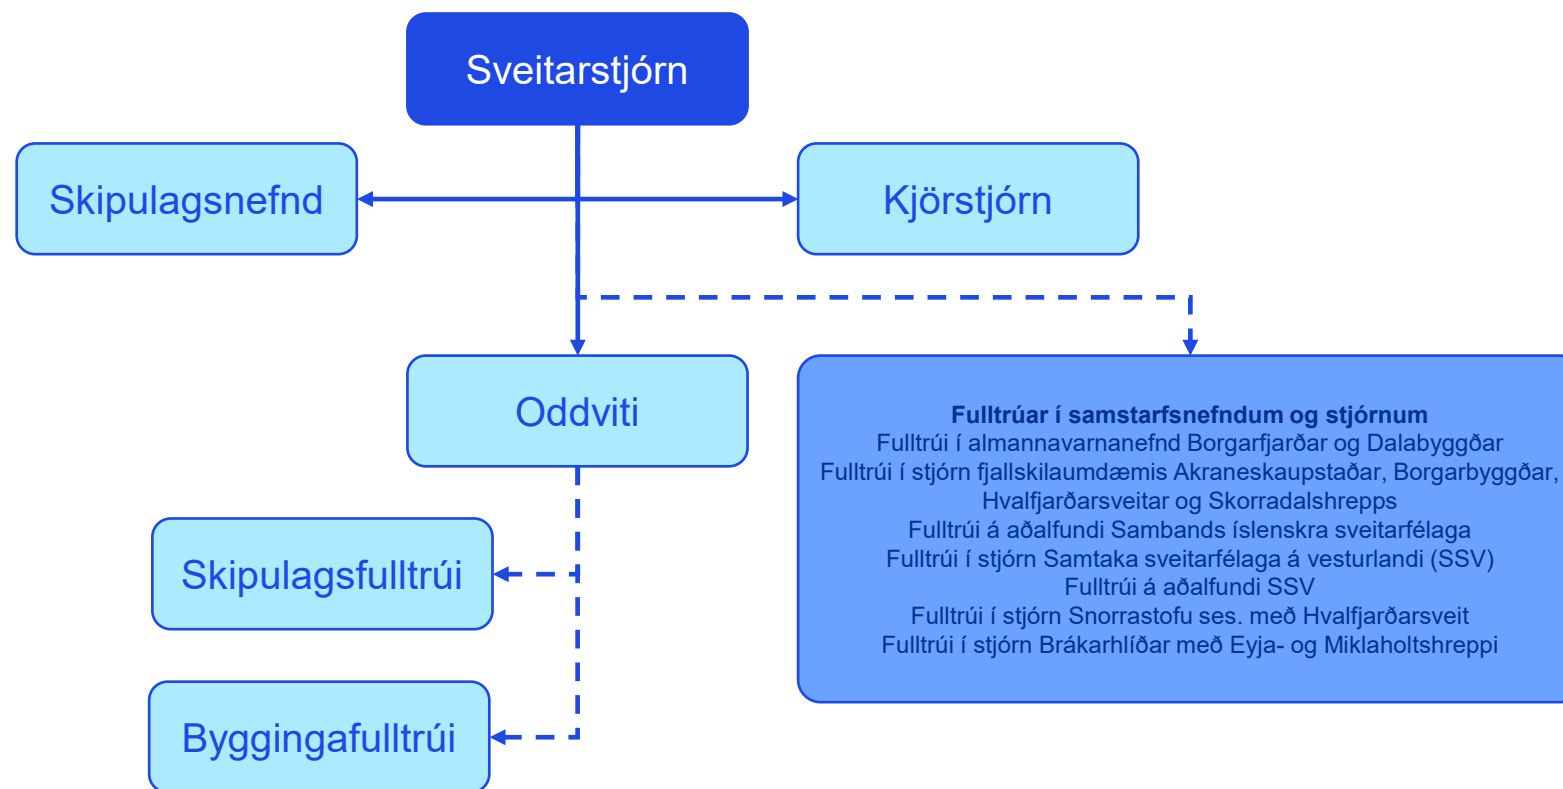 Sveitarstjórn
Skipulagsnefnd
Kjörstjórn
Oddviti
Fulltrúar í samstarfsnefndum og stjórnum
Fulltrúi í almannavarnanefnd Borgarfjarðar og Dalabyggðar
Fulltrúi í stjórn fjallskilaumdæmis Akraneskaupstaðar, Borgarbyggðar,
Hvalfjarðarsveitar og Skorradalshrepps
Fulltrúi á aðalfundi Sambands íslenskra sveitarfélaga
Fulltrúi í stjórn Samtaka sveitarfélaga á vesturlandi (SSV)
Fulltrúi á aðalfundi SSV
Fulltrúi í stjórn Snorrastofu ses. með Hvalfjarðarsveit
Fulltrúi í stjórn Brákarhlíðar með Eyja- og Miklaholtshreppi
Skipulagsfulltrúi
Byggingafulltrúi